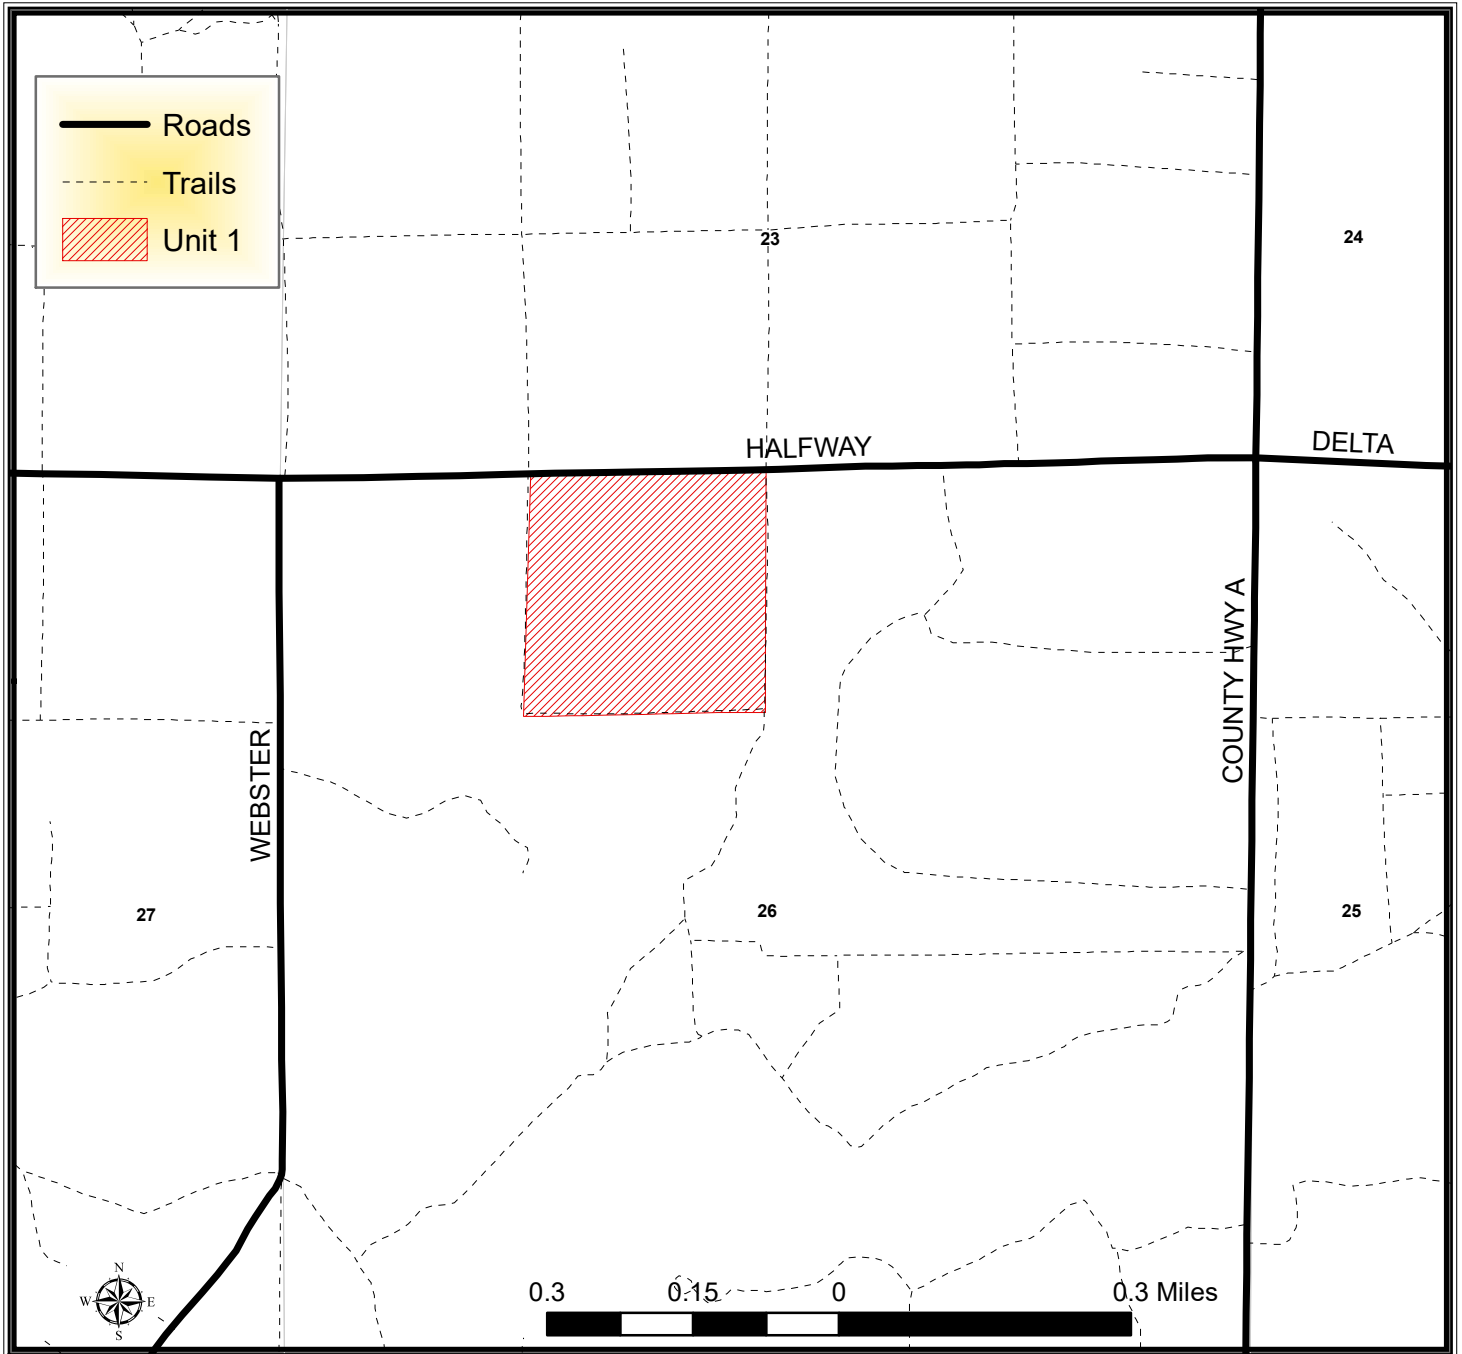 Roads
Trails
Unit 1
23
24
HALFWAY
DELTA
COUNTY HWY A
WEBSTER
27
26
25
N
W E
S
0.3 0.15 0 0.3 Miles